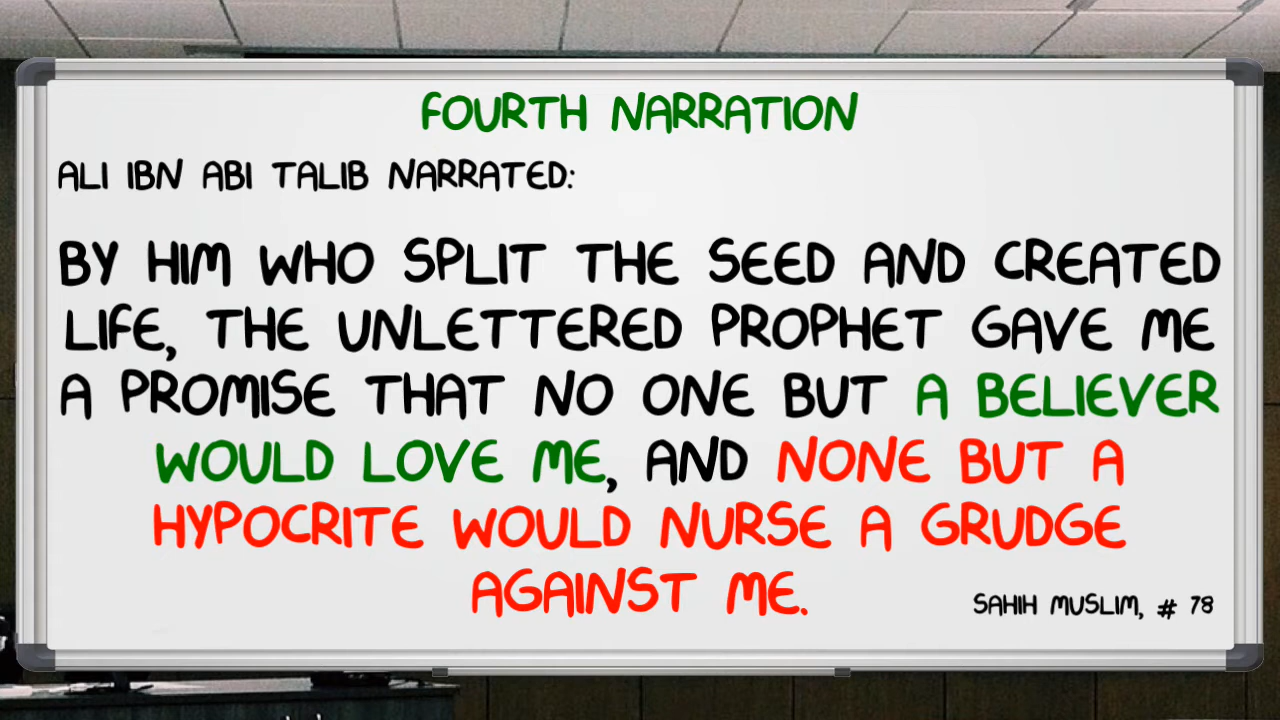 FOURTH NARRATION
ALI IBN ABI TALIB NARRATED:
BY HIM WHO SPLIT THE SEED AND CREATED
LIFE, THE UNLETTERED PROPHET GAVE ME
A PROMISE THAT NO ONE BUT A BELIEVER
WOULD LOVE ME, AND NONE BUT A
HYPOCRITE WOULD NURSE A GRUDGE
AGAINST ME.
SAHIH MUSLIM, # 78